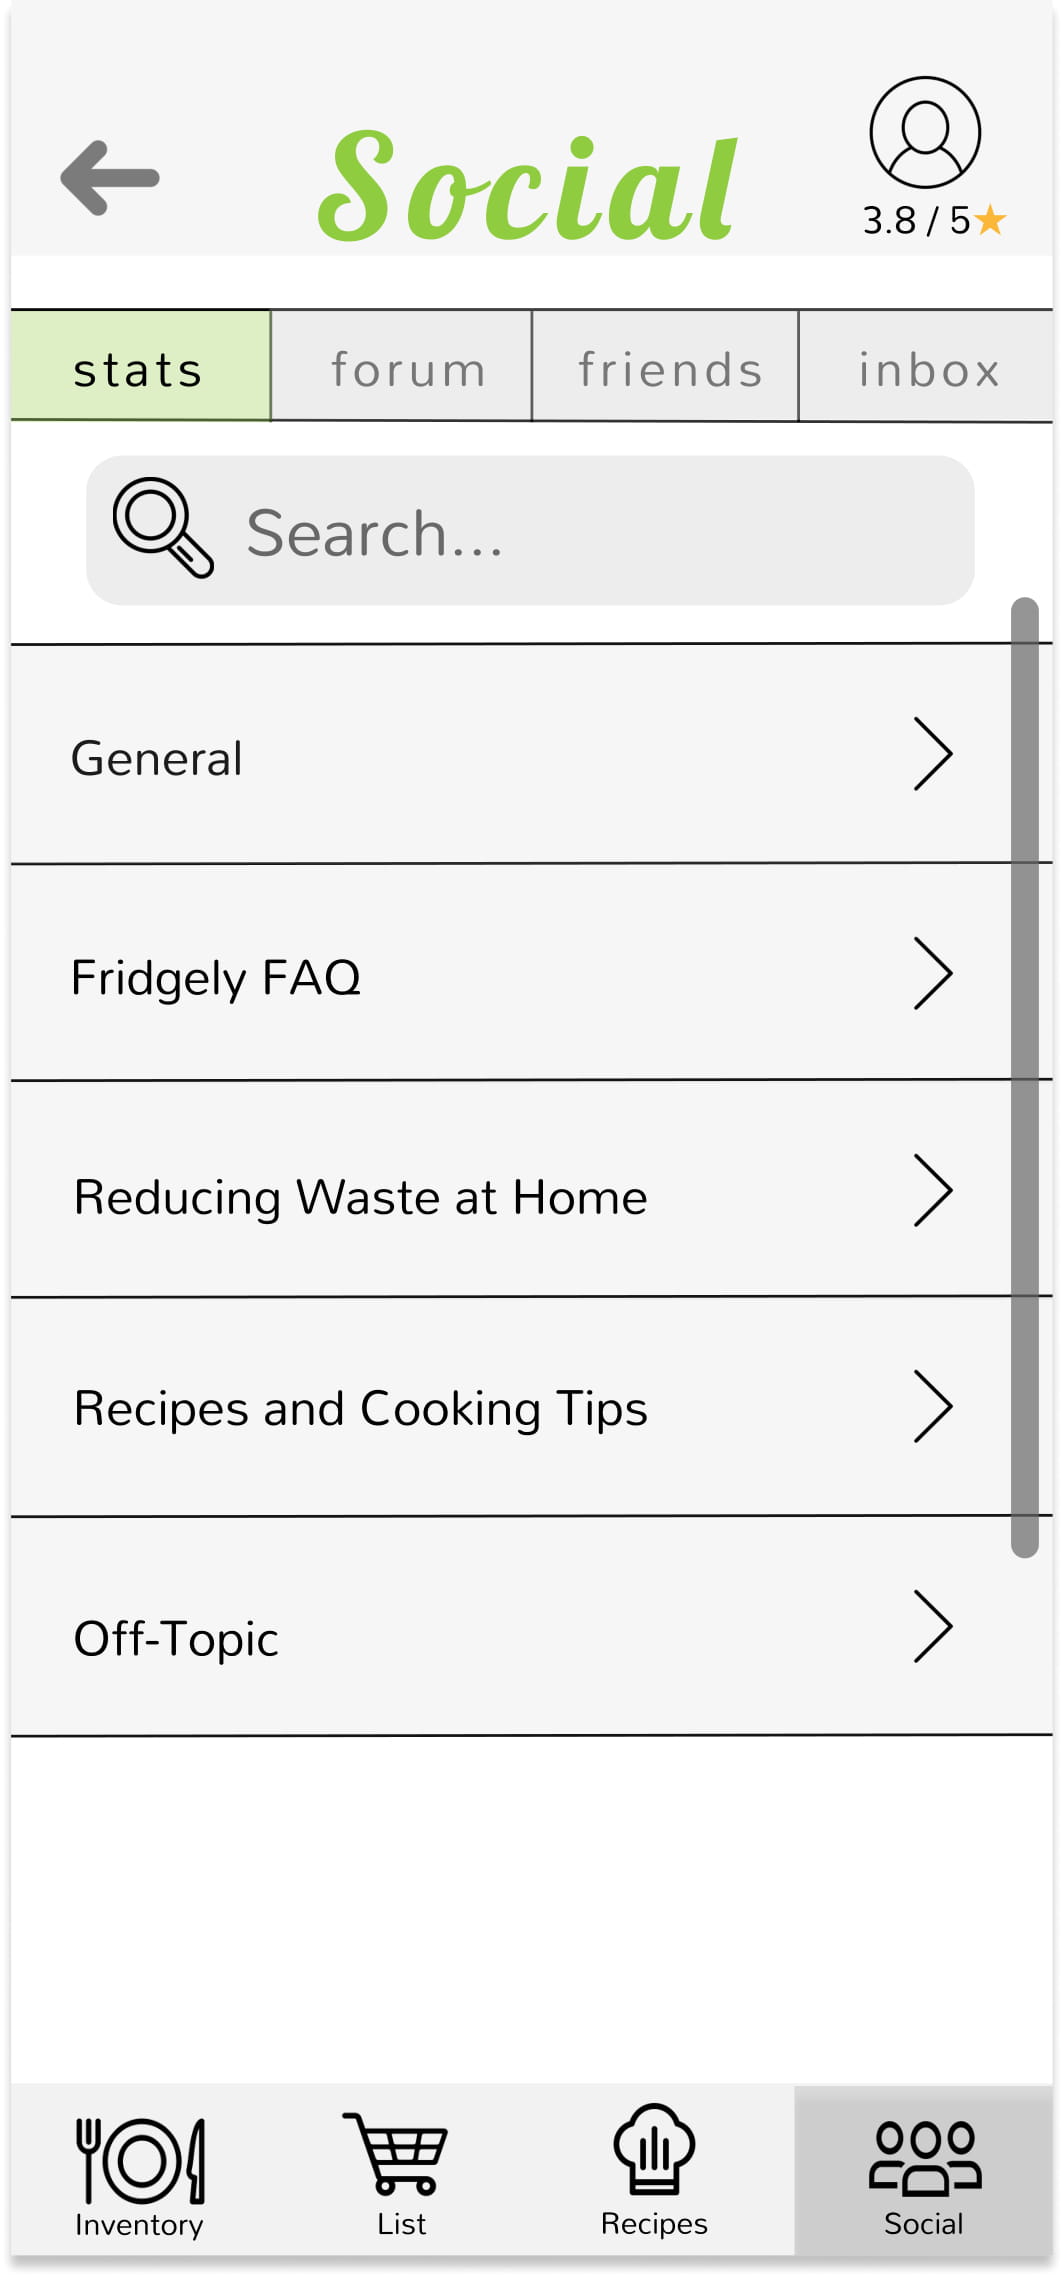 Social
3.8 / 5★
stats forum friends inbox
Search...
General
Fridgely FAQ
Reducing Waste at Home
Recipes and Cooking Tips
Off-Topic
Inventory List Recipes Social